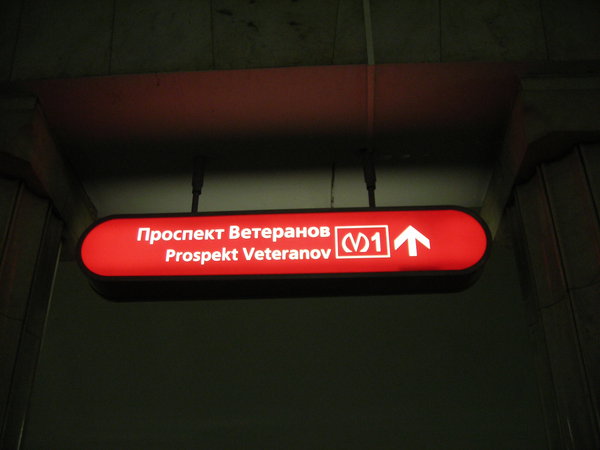 Проспект Ветеранов
Prospekt Veteranov
M1